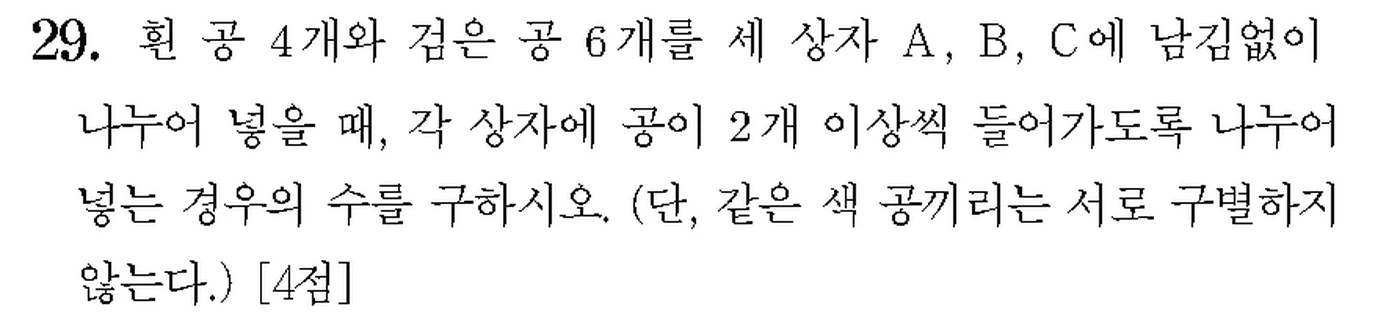 29. 흰 공 4개와 검은 공 6개를 세 상자 A, B, C에 남김없이
나누어 넣을 때, 각 상자에 공이 2개 이상씩 들어가도록 나누어
넣는 경우의 수를 구하시오. (단, 같은 색 공끼리는 서로 구별하지
않는다.) [4점]